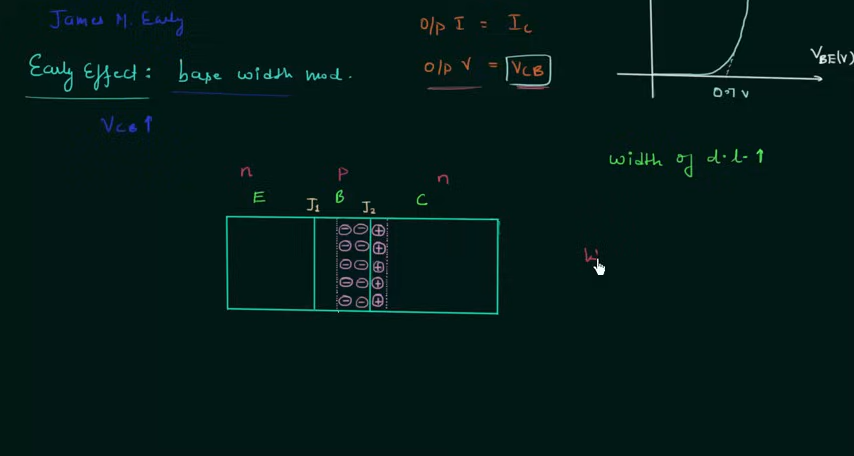 James M. Early
O/p I = IC
Early Effect: base width mod.
O/p V = VCB
VBE(V)
0.7 V
VCB ↑
width of d.l. ↑
n p n
E J1 B J2 C
− − +
− − +
− − +
− − +
− − +